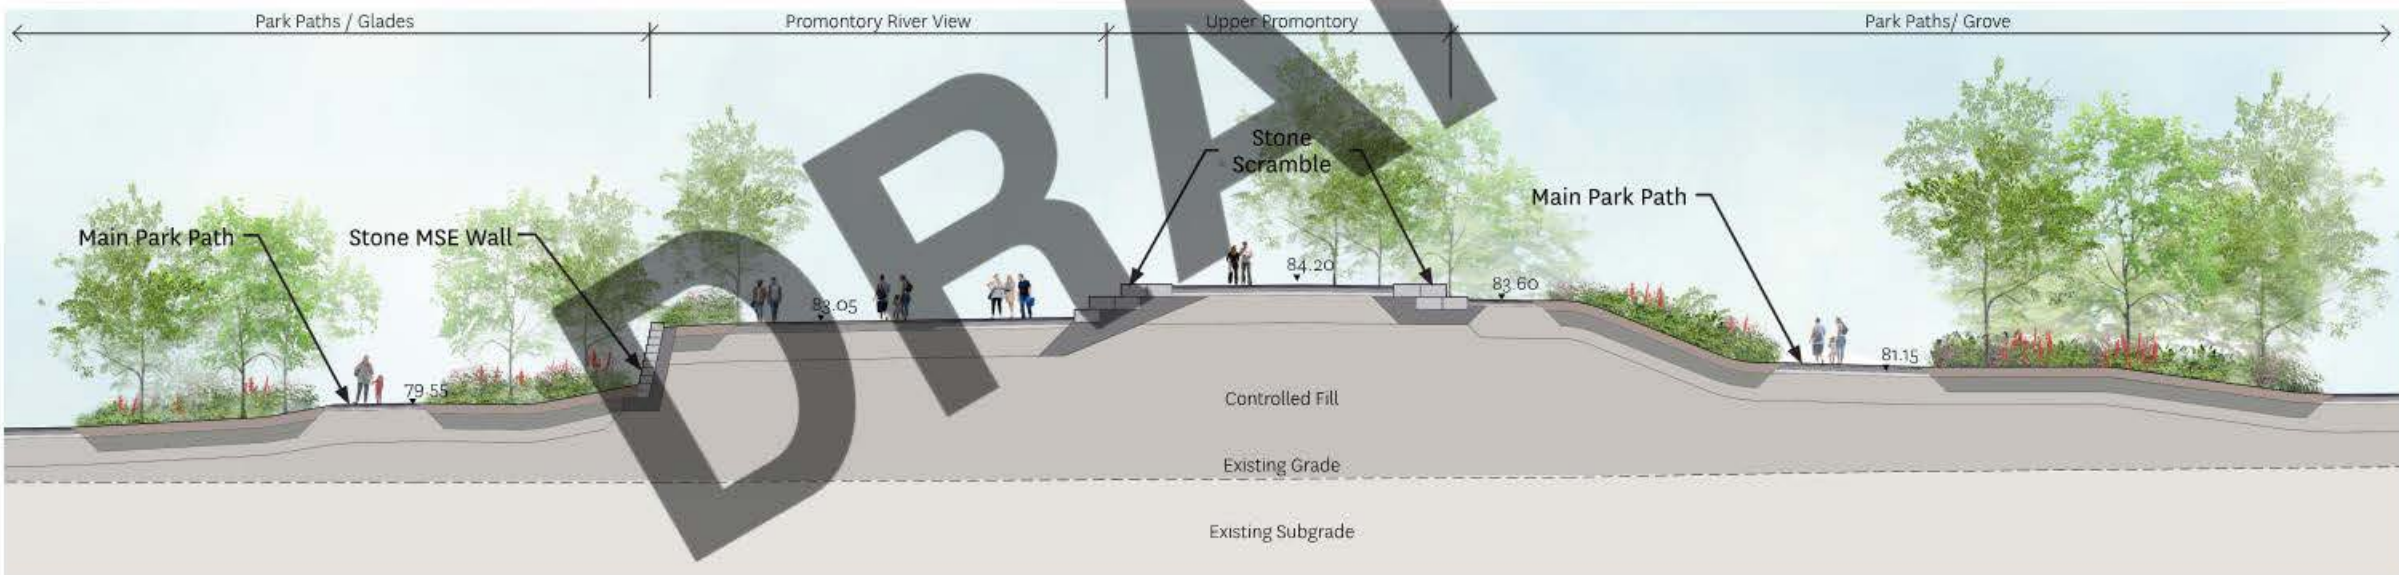 Park Paths / Glades
Promontory River View
Upper Promontory
Park Paths/ Grove
Stone
Scramble
Main Park Path
Main Park Path
Stone MSE Wall
84.20
83.60
83.05
81.15
79.55
Controlled Fill
Existing Grade
Existing Subgrade
DRA